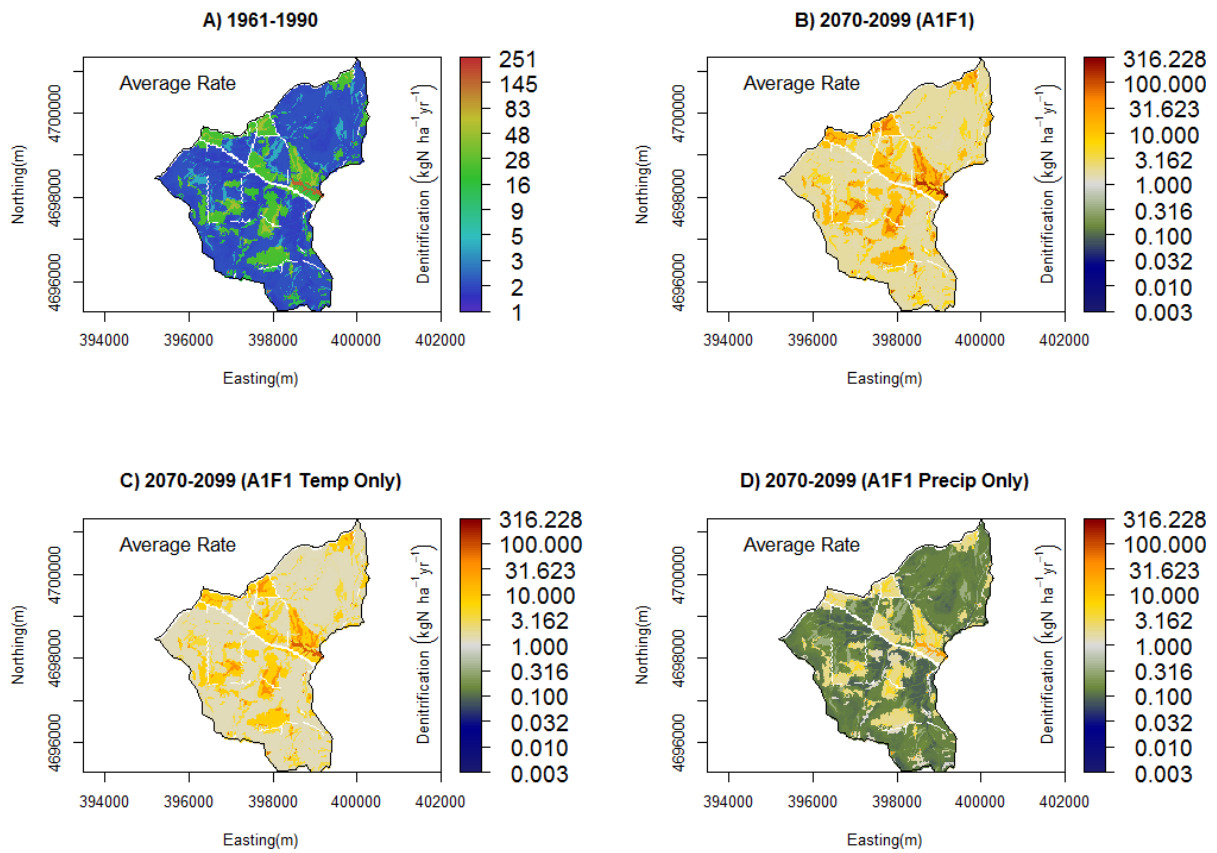 A) 1961-1990
Average Rate
Northing(m)
4696000 4698000 4700000
394000 396000 398000 400000 402000
Easting(m)
Denitrification (kgN ha⁻¹yr⁻¹)
251
145
83
48
28
16
9
5
3
2
1
B) 2070-2099 (A1F1)
Average Rate
Northing(m)
4696000 4698000 4700000
394000 396000 398000 400000 402000
Easting(m)
Denitrification (kgN ha⁻¹yr⁻¹)
316.228
100.000
31.623
10.000
3.162
1.000
0.316
0.100
0.032
0.010
0.003
C) 2070-2099 (A1F1 Temp Only)
Average Rate
Northing(m)
4696000 4698000 4700000
394000 396000 398000 400000 402000
Easting(m)
Denitrification (kgN ha⁻¹yr⁻¹)
316.228
100.000
31.623
10.000
3.162
1.000
0.316
0.100
0.032
0.010
0.003
D) 2070-2099 (A1F1 Precip Only)
Average Rate
Northing(m)
4696000 4698000 4700000
394000 396000 398000 400000 402000
Easting(m)
Denitrification (kgN ha⁻¹yr⁻¹)
316.228
100.000
31.623
10.000
3.162
1.000
0.316
0.100
0.032
0.010
0.003